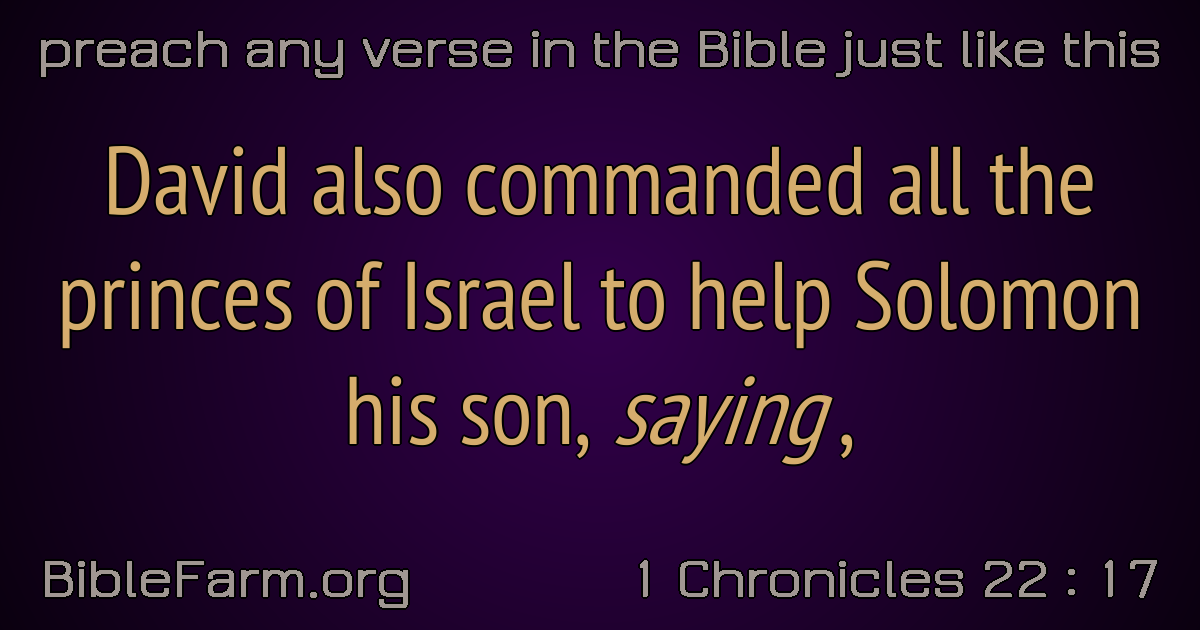 preach any verse in the Bible just like this
David also commanded all the
princes of Israel to help Solomon
his son, saying ,
BibleFarm.org
1 Chronicles 22 : 17